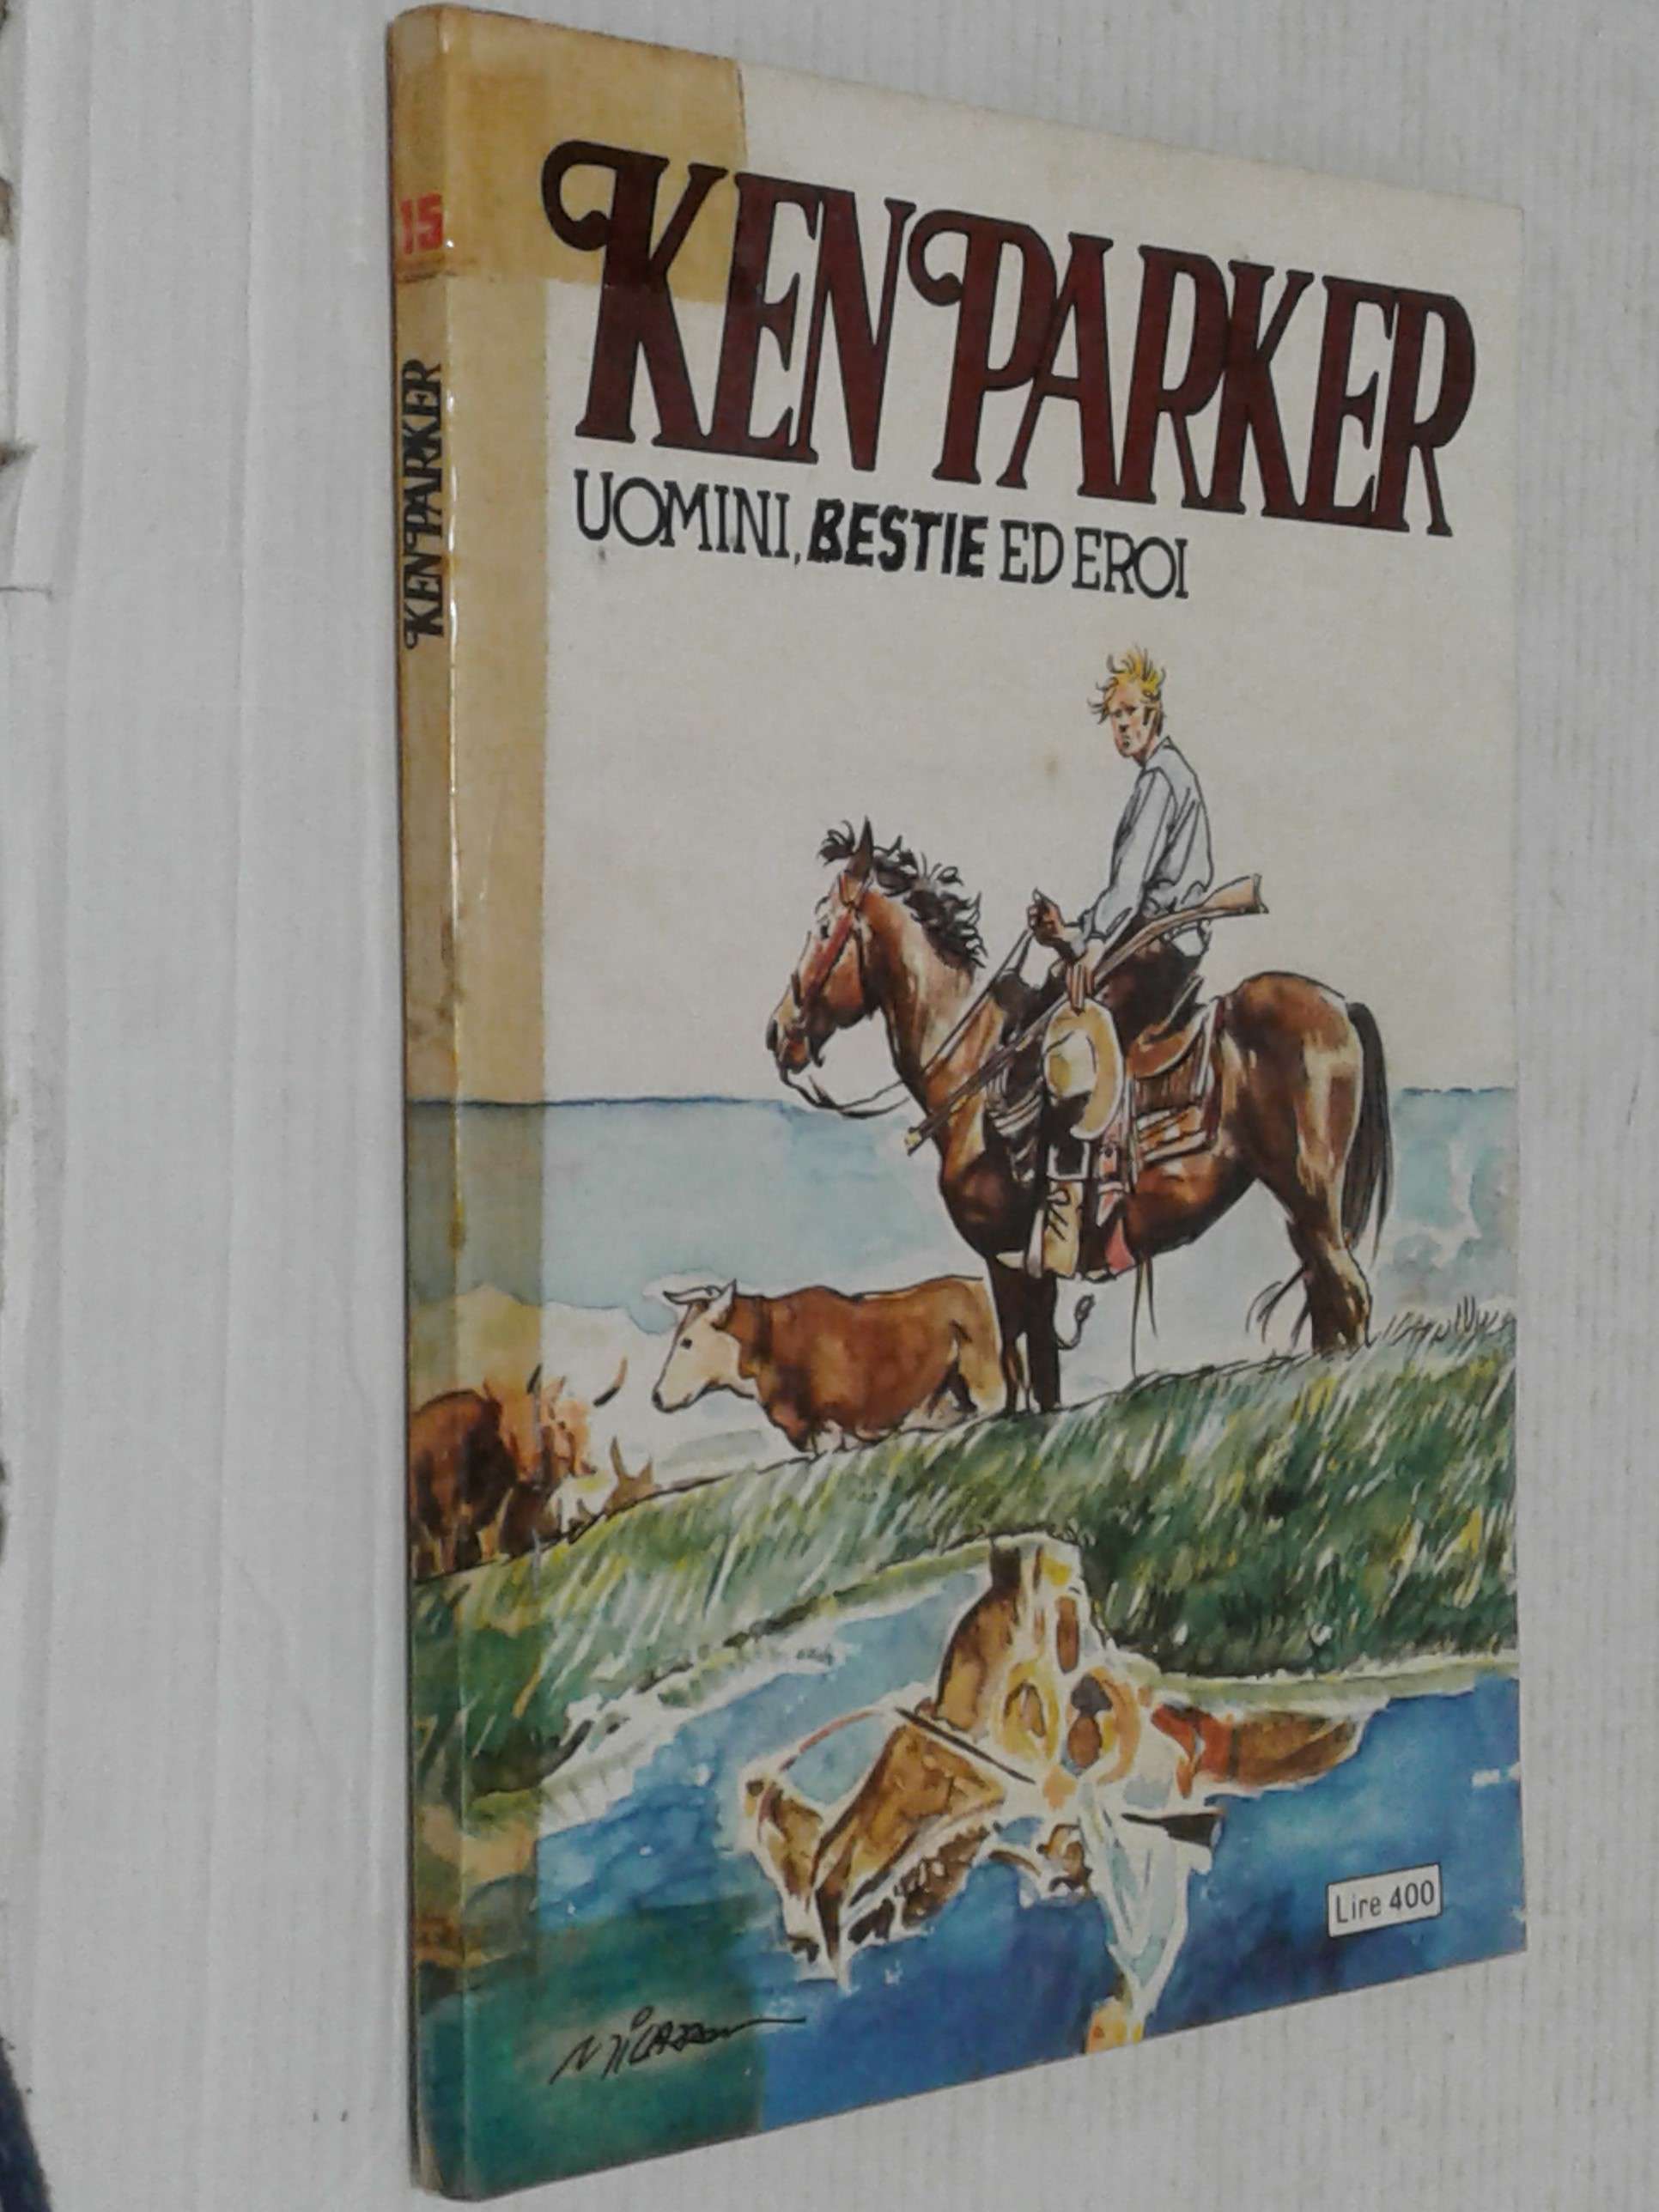 15
KEN PARKER
KEN PARKER
UOMINI, BESTIE ED EROI
Lire 400